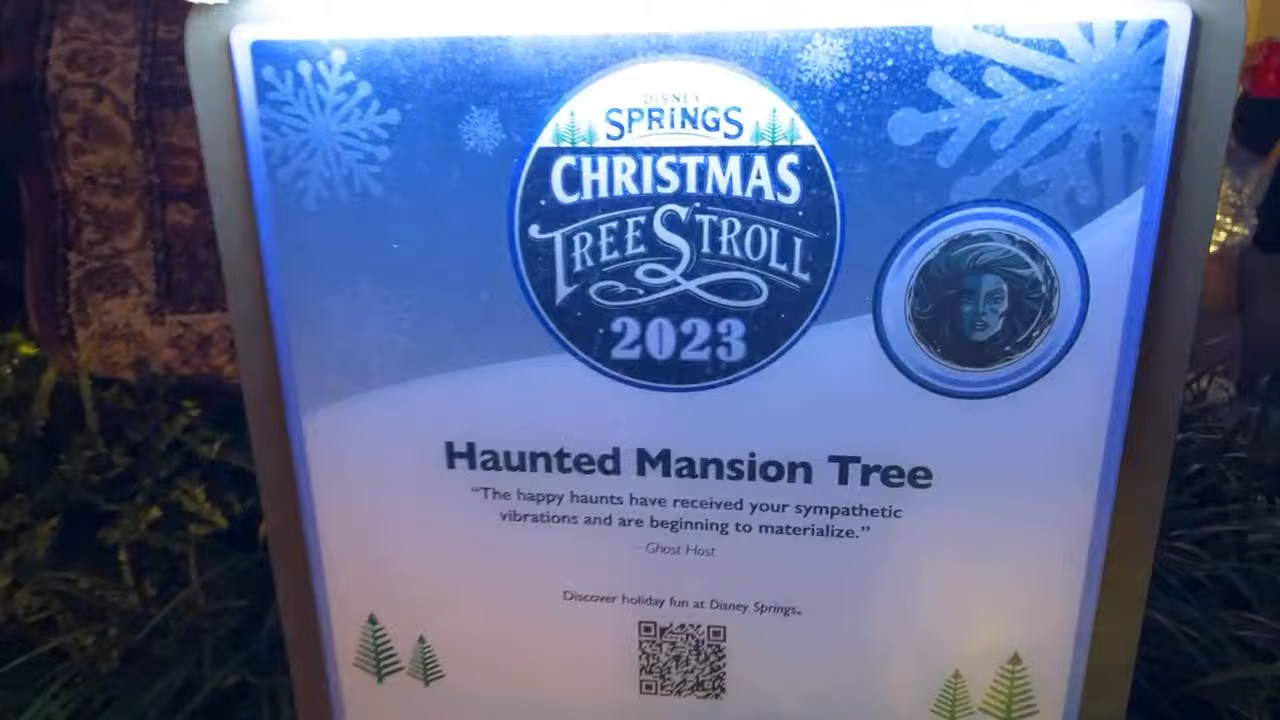 DISNEY
SPRINGS
CHRISTMAS
TREE STROLL
2023
Haunted Mansion Tree
“The happy haunts have received your sympathetic
vibrations and are beginning to materialize.”
- Ghost Host
Discover holiday fun at Disney Springs.